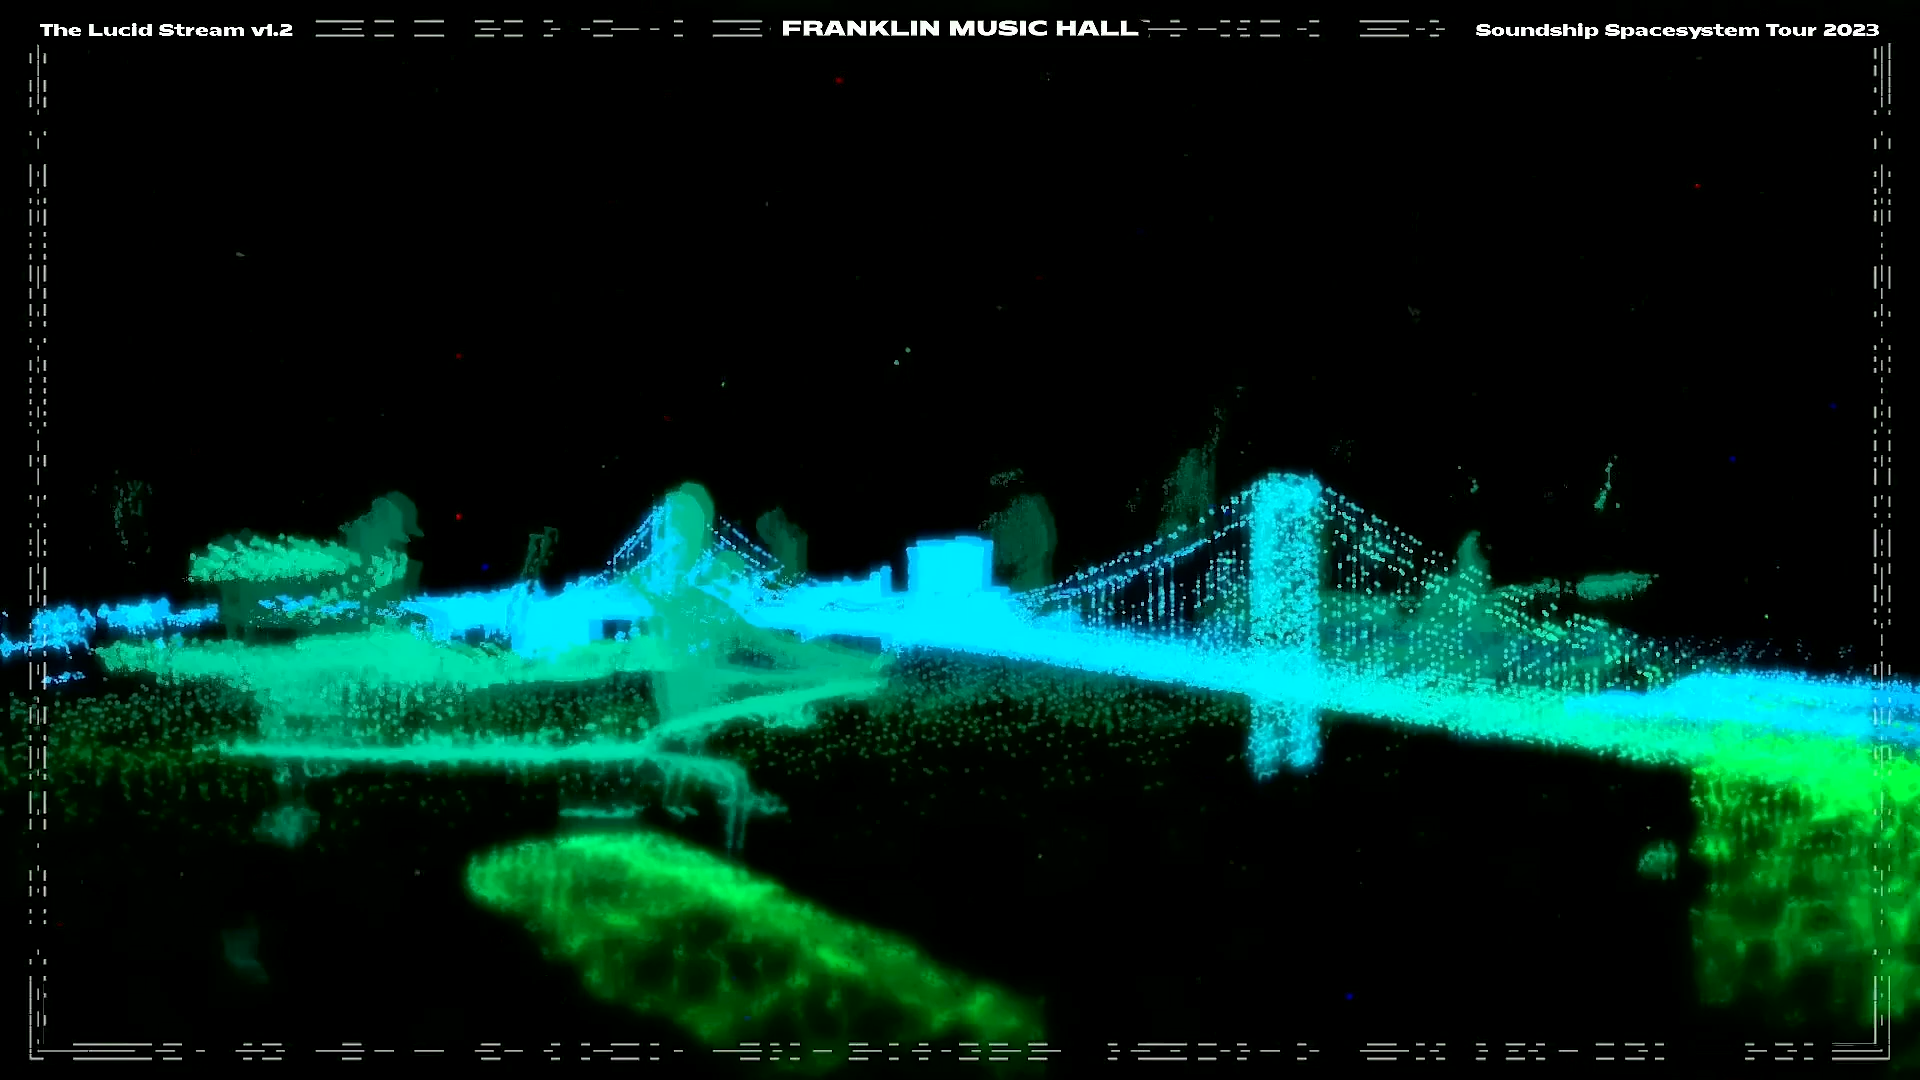 The Lucid Stream v1.2
FRANKLIN MUSIC HALL
Soundship Spacesystem Tour 2023